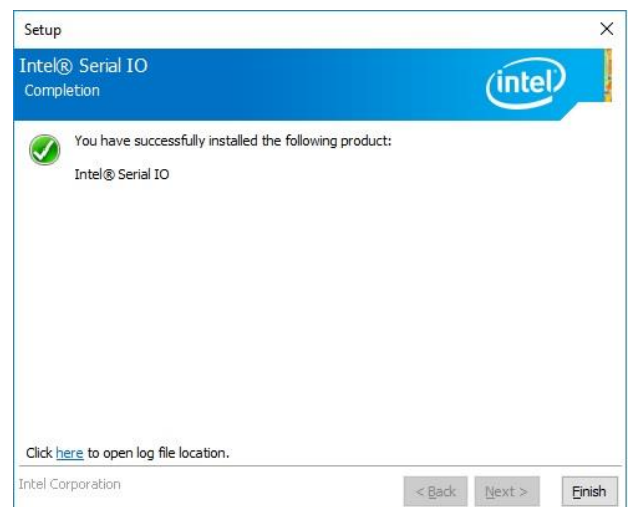 Setup
Intel® Serial IO
Completion
intel
You have successfully installed the following product:
Intel® Serial IO
Click here to open log file location.
Intel Corporation
< Back Next > Finish